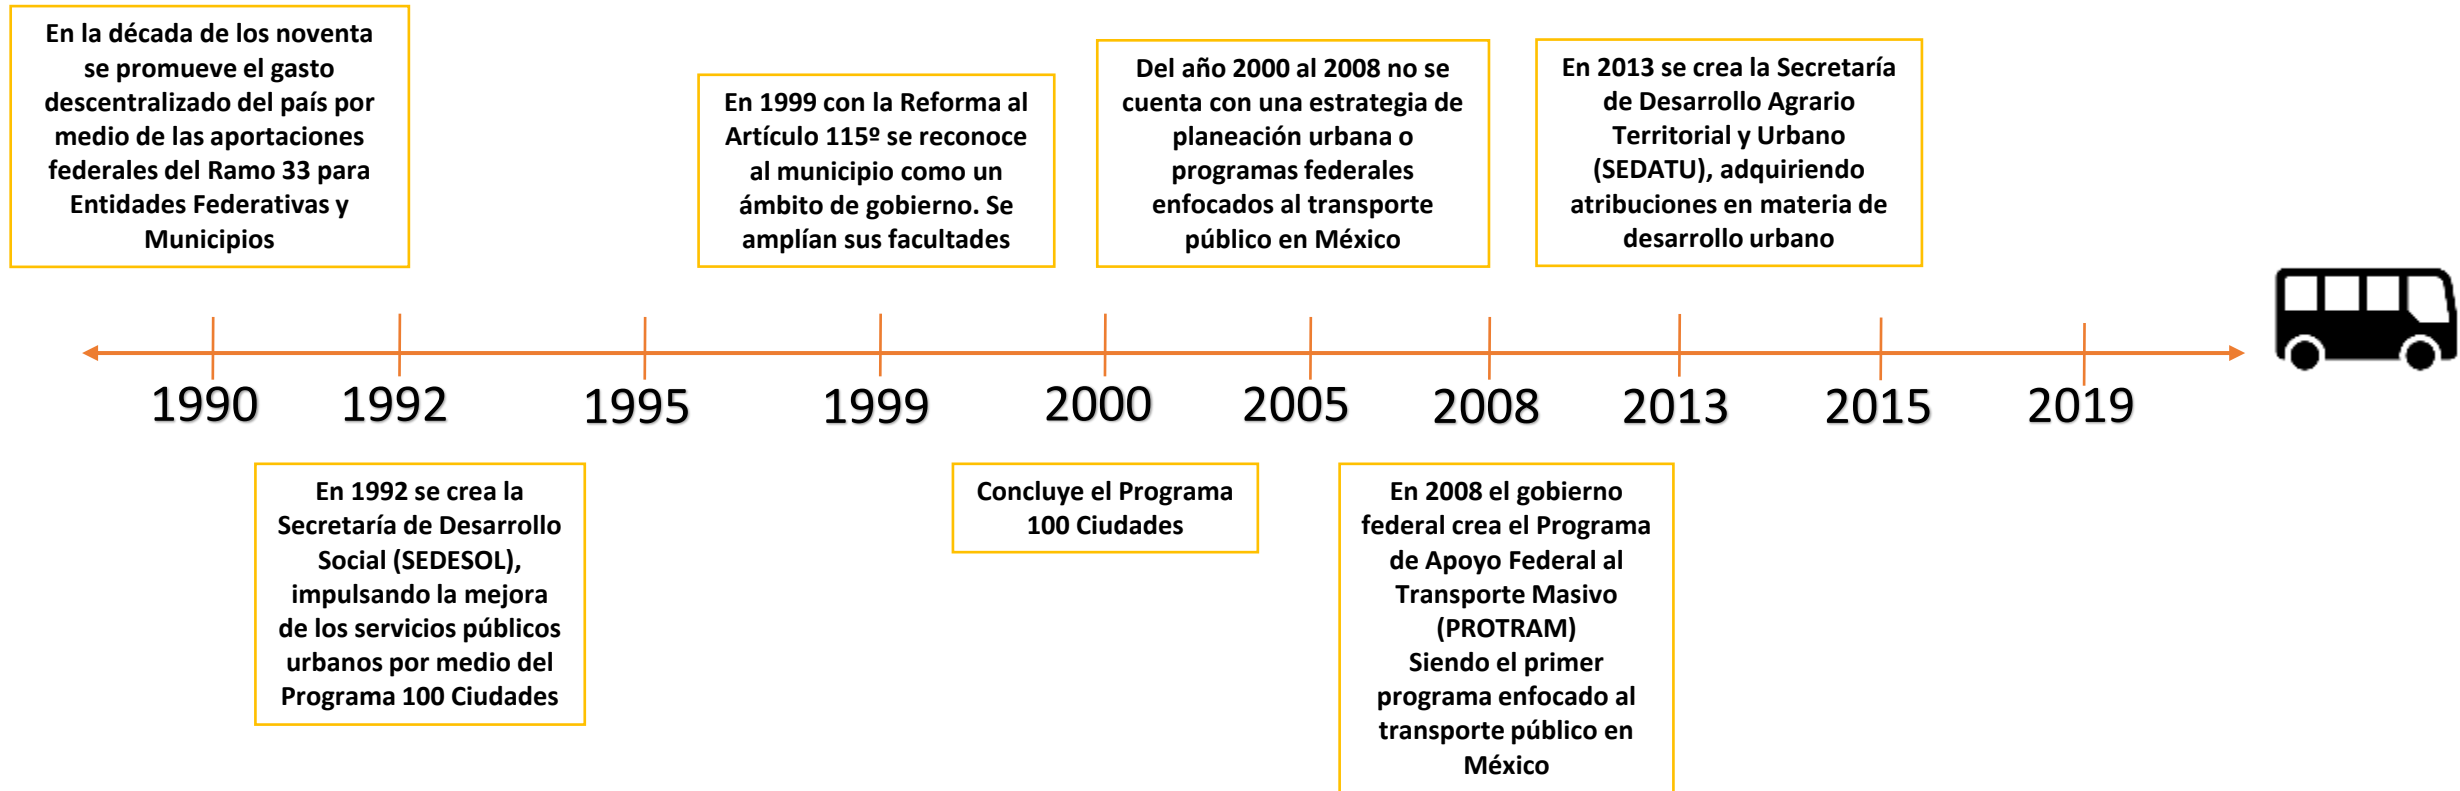 En la década de los noventa
se promueve el gasto
descentralizado del país por
medio de las aportaciones
federales del Ramo 33 para
Entidades Federativas y
Municipios
En 1999 con la Reforma al
Artículo 115º se reconoce
al municipio como un
ámbito de gobierno. Se
amplían sus facultades
Del año 2000 al 2008 no se
cuenta con una estrategia de
planeación urbana o
programas federales
enfocados al transporte
público en México
En 2013 se crea la Secretaría
de Desarrollo Agrario
Territorial y Urbano
(SEDATU), adquiriendo
atribuciones en materia de
desarrollo urbano
1990
1992
1995
1999
2000
2005
2008
2013
2015
2019
En 1992 se crea la
Secretaría de Desarrollo
Social (SEDESOL),
impulsando la mejora
de los servicios públicos
urbanos por medio del
Programa 100 Ciudades
Concluye el Programa
100 Ciudades
En 2008 el gobierno
federal crea el Programa
de Apoyo Federal al
Transporte Masivo
(PROTRAM)
Siendo el primer
programa enfocado al
transporte público en
México